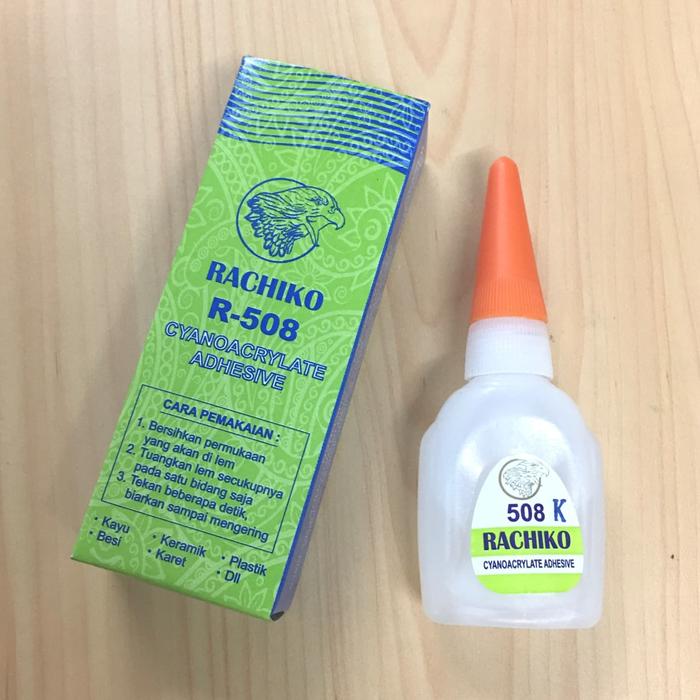 RACHIKO
R-508
CYANOACRYLATE
ADHESIVE
CARA PEMAKAIAN :
1. Bersihkan permukaan
yang akan di lem
2. Tuangkan lem secukupnya
pada satu bidang saja
3. Tekan beberapa detik,
biarkan sampai mengering
• Kayu
• Besi
• Keramik
• Karet
• Plastik
• Dll
508 K
RACHIKO
CYANOACRYLATE ADHESIVE